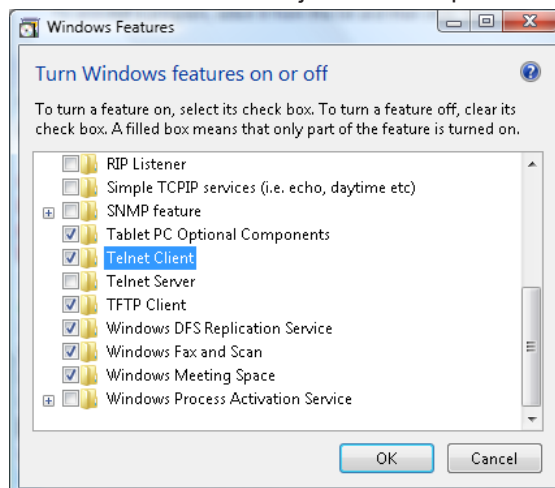 Windows Features
Turn Windows features on or off
To turn a feature on, select its check box. To turn a feature off, clear its
check box. A filled box means that only part of the feature is turned on.
RIP Listener
Simple TCPIP services (i.e. echo, daytime etc)
SNMP feature
Tablet PC Optional Components
Telnet Client
Telnet Server
TFTP Client
Windows DFS Replication Service
Windows Fax and Scan
Windows Meeting Space
Windows Process Activation Service
OK
Cancel